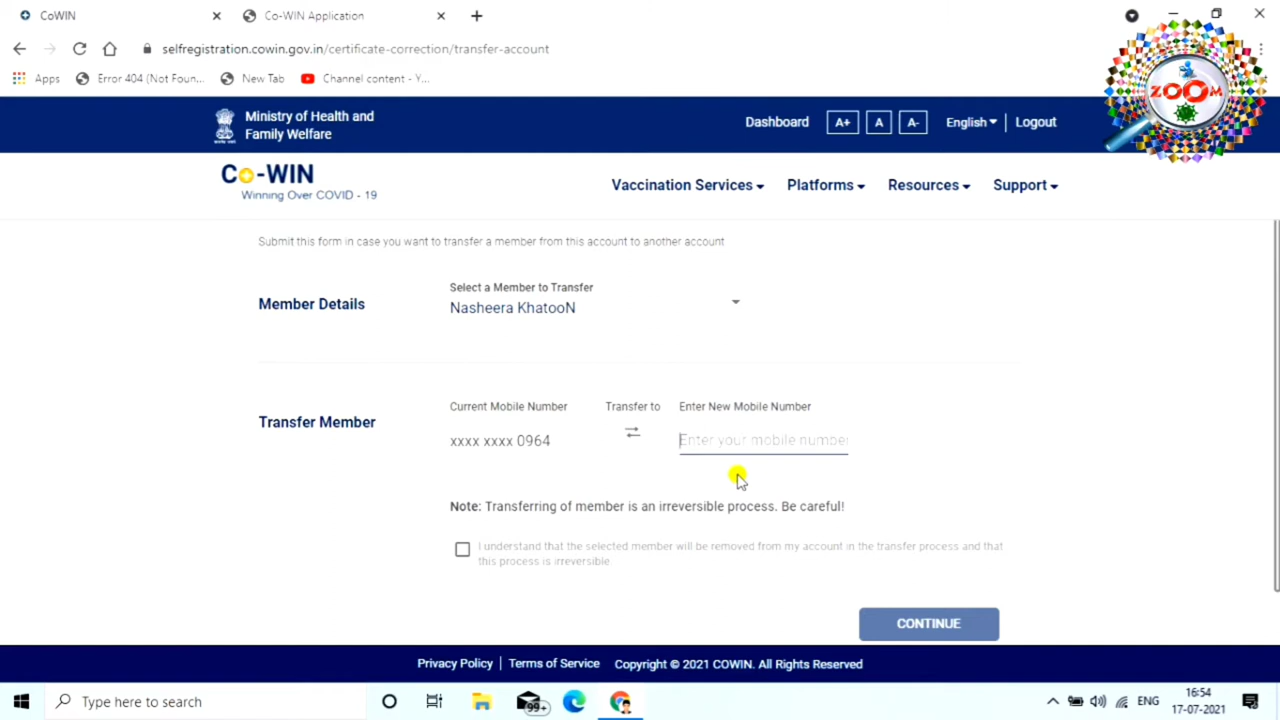 CoWIN
Co-WIN Application
selfregistration.cowin.gov.in/certificate-correction/transfer-account
Apps
Error 404 (Not Foun...
New Tab
Channel content - Y...
ZOOM
Ministry of Health and
Family Welfare
Dashboard
A+
A
A-
English
Logout
Co-WIN
Winning Over COVID - 19
Vaccination Services
Platforms
Resources
Support
Submit this form in case you want to transfer a member from this account to another account
Member Details
Select a Member to Transfer
Nasheera KhatooN
Transfer Member
Current Mobile Number
Transfer to
Enter New Mobile Number
xxxx xxxx 0964
Enter your mobile number
Note: Transferring of member is an irreversible process. Be careful!
I understand that the selected member will be removed from my account in the transfer process and that
this process is irreversible.
CONTINUE
Privacy Policy | Terms of Service
Copyright © 2021 COWIN. All Rights Reserved
Type here to search
99+
ENG
16:54
17-07-2021